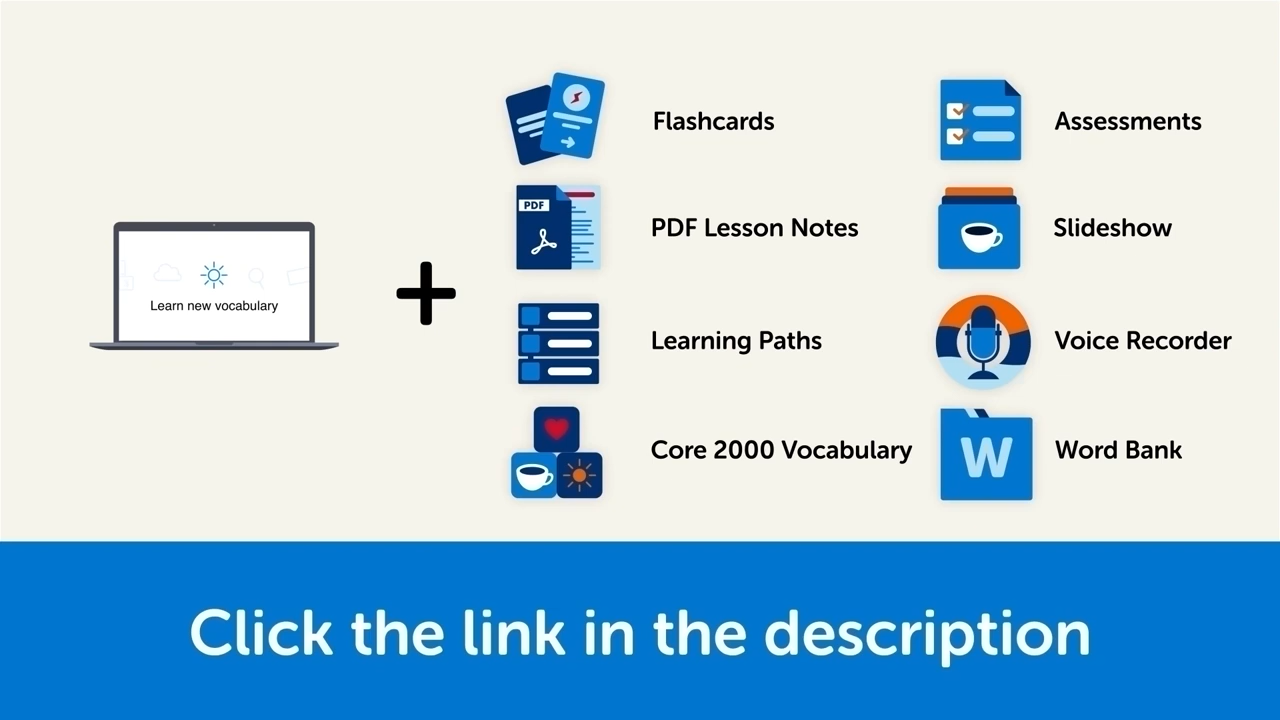 Learn new vocabulary
Flashcards
PDF
PDF Lesson Notes
Learning Paths
Core 2000 Vocabulary
Assessments
Slideshow
Voice Recorder
W
Word Bank
Click the link in the description